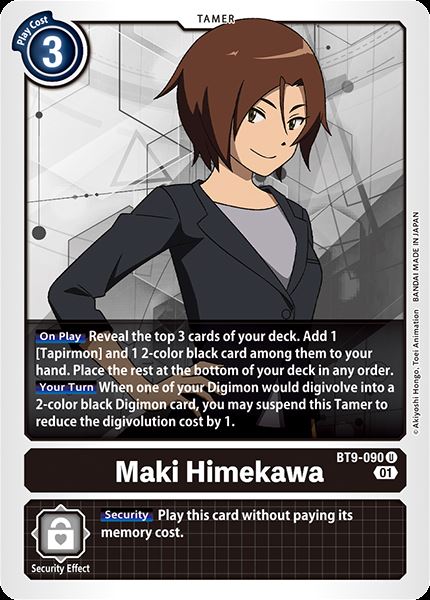 Play Cost
3
TAMER
On Play Reveal the top 3 cards of your deck. Add 1
[Tapirmon] and 1 2-color black card among them to your
hand. Place the rest at the bottom of your deck in any order.
Your Turn When one of your Digimon would digivolve into a
2-color black Digimon card, you may suspend this Tamer to
reduce the digivolution cost by 1.
©Akiyoshi Hongo, Toei Animation BANDAI MADE IN JAPAN
BT9-090 U
Maki Himekawa
01
Security Play this card without paying its
memory cost.
Security Effect